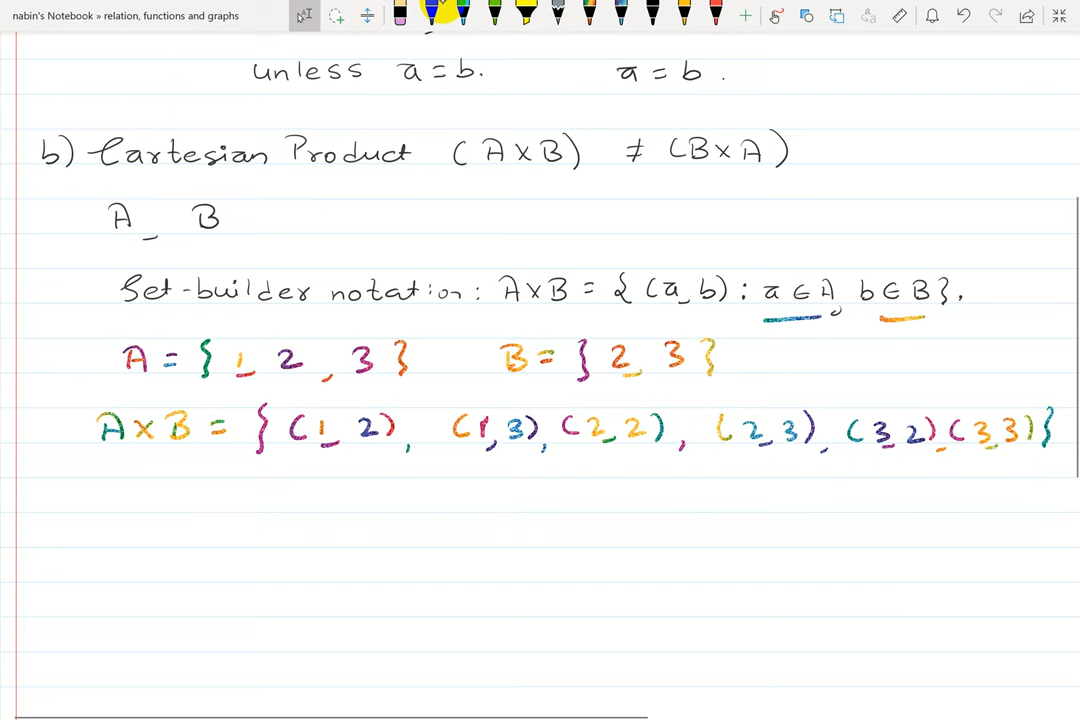 nabin's Notebook » relation, functions and graphs
unless a = b. a = b .
b) Cartesian Product (A×B) ≠ (B×A)
A, B
Set-builder notation: A×B = {(a,b): a∈A, b∈B}.
A = {1, 2, 3} B = {2, 3}
A×B = {(1,2), (1,3), (2,2), (2,3), (3,2), (3,3)}